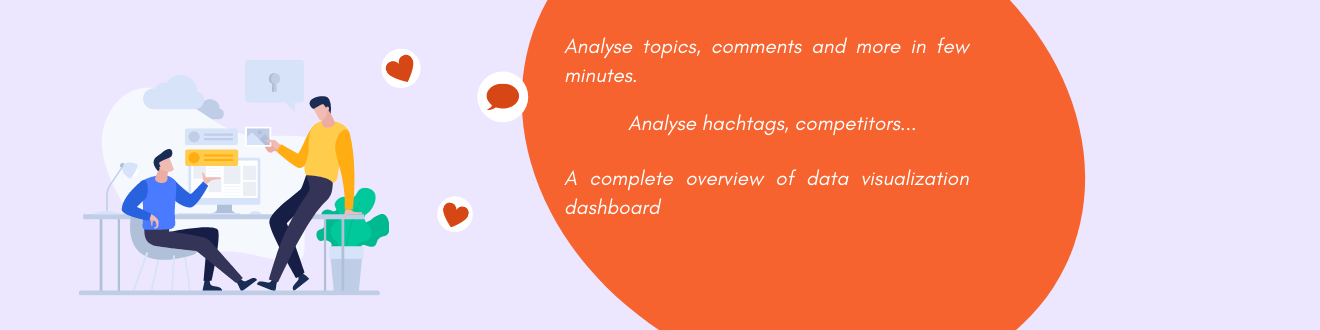 Analyse topics, comments and more in few
minutes.
Analyse hachtags, competitors...
A complete overview of data visualization
dashboard